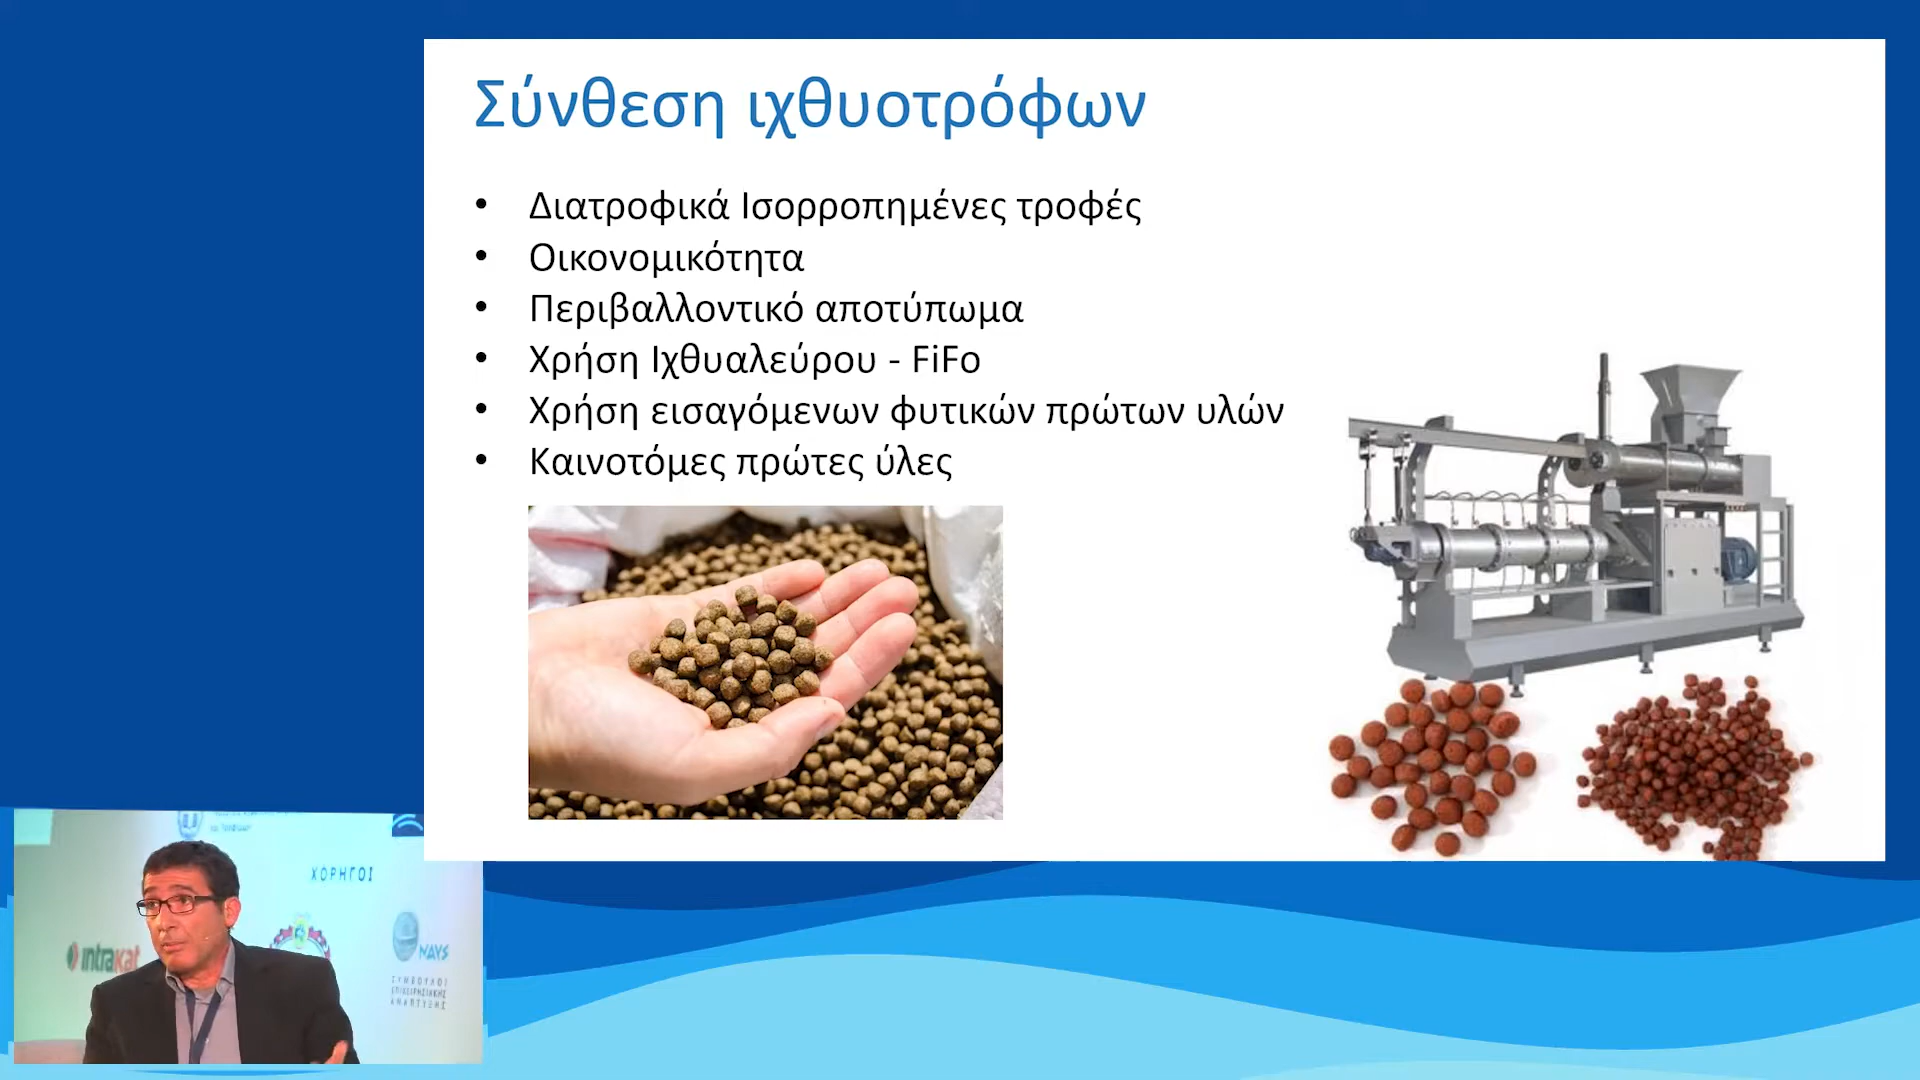 Σύνθεση ιχθυοτρόφων
• Διατροφικά Ισορροπημένες τροφές
• Οικονομικότητα
• Περιβαλλοντικό αποτύπωμα
• Χρήση Ιχθυαλεύρου - FiFo
• Χρήση εισαγόμενων φυτικών πρώτων υλών
• Καινοτόμες πρώτες ύλες
ΧΟΡΗΓΟΙ
intrakat
NAYS
ΣΥΜΒΟΥΛΟΙ
ΕΠΙΧΕΙΡΗΣΙΑΚΗΣ
ΑΝΑΠΤΥΞΗΣ